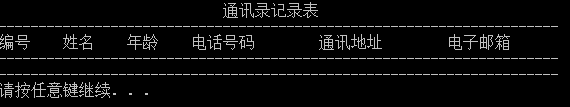 通讯录记录表
编号 姓名 年龄 电话号码 通讯地址 电子邮箱
请按任意键继续. . .